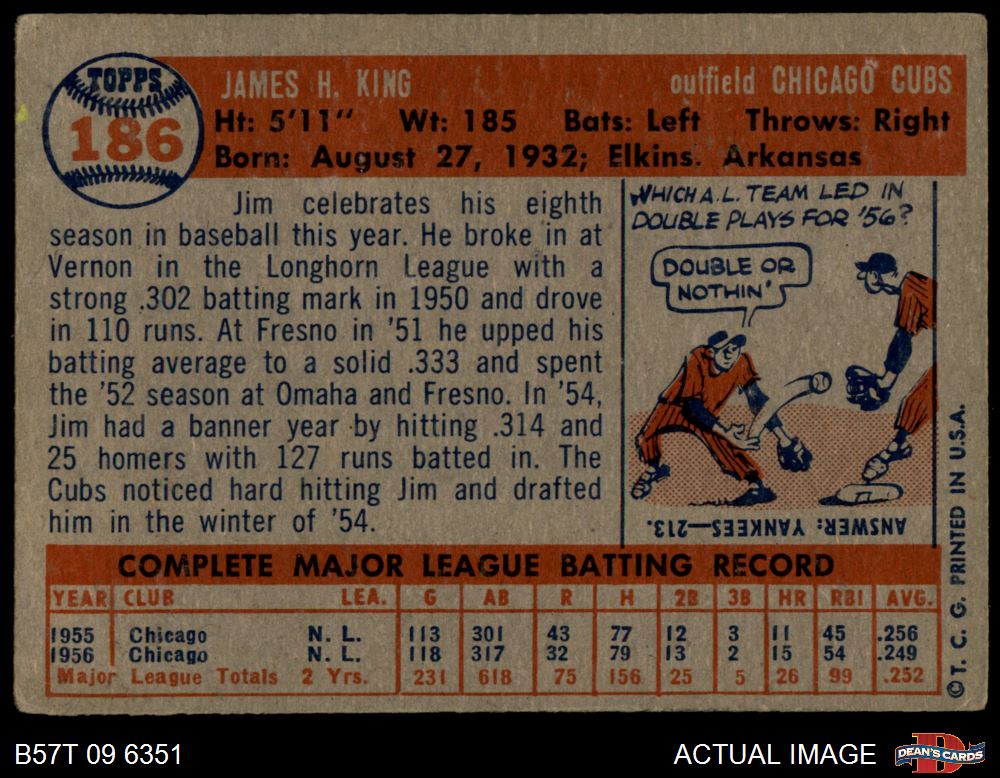 TOPPS
186
JAMES H. KING outfield CHICAGO CUBS
Ht: 5'11" Wt: 185 Bats: Left Throws: Right
Born: August 27, 1932; Elkins. Arkansas
Jim celebrates his eighth
season in baseball this year. He broke in at
Vernon in the Longhorn League with a
strong .302 batting mark in 1950 and drove
in 110 runs. At Fresno in '51 he upped his
batting average to a solid .333 and spent
the '52 season at Omaha and Fresno. In '54,
Jim had a banner year by hitting .314 and
25 homers with 127 runs batted in. The
Cubs noticed hard hitting Jim and drafted
him in the winter of '54.
WHICH A.L. TEAM LED IN
DOUBLE PLAYS FOR '56?
DOUBLE OR
NOTHIN'
ANSWER: YANKEES—213.
COMPLETE MAJOR LEAGUE BATTING RECORD
YEAR CLUB LEA. G AB R H 2B 3B HR RBI AVG.
1955 Chicago N. L. 113 301 43 77 12 3 11 45 .256
1956 Chicago N. L. 118 317 32 79 13 2 15 54 .249
Major League Totals 2 Yrs. 231 618 75 156 25 5 26 99 .252
© T. C. G. PRINTED IN U.S.A.
B57T 09 6351
ACTUAL IMAGE
D
DEAN'S CARDS